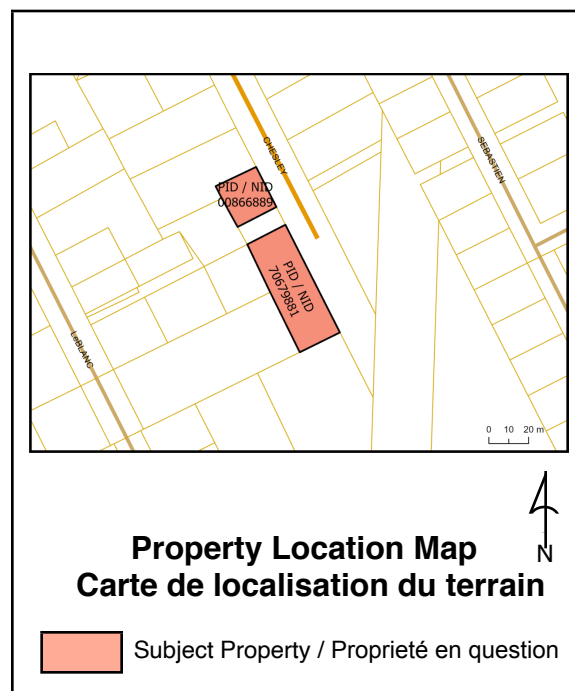 CHESLEY
SEBASTIEN
PID / NID
00866889
PID / NID
70679881
LeBLANC
0 10 20 m
N
Property Location Map
Carte de localisation du terrain
Subject Property / Proprieté en question